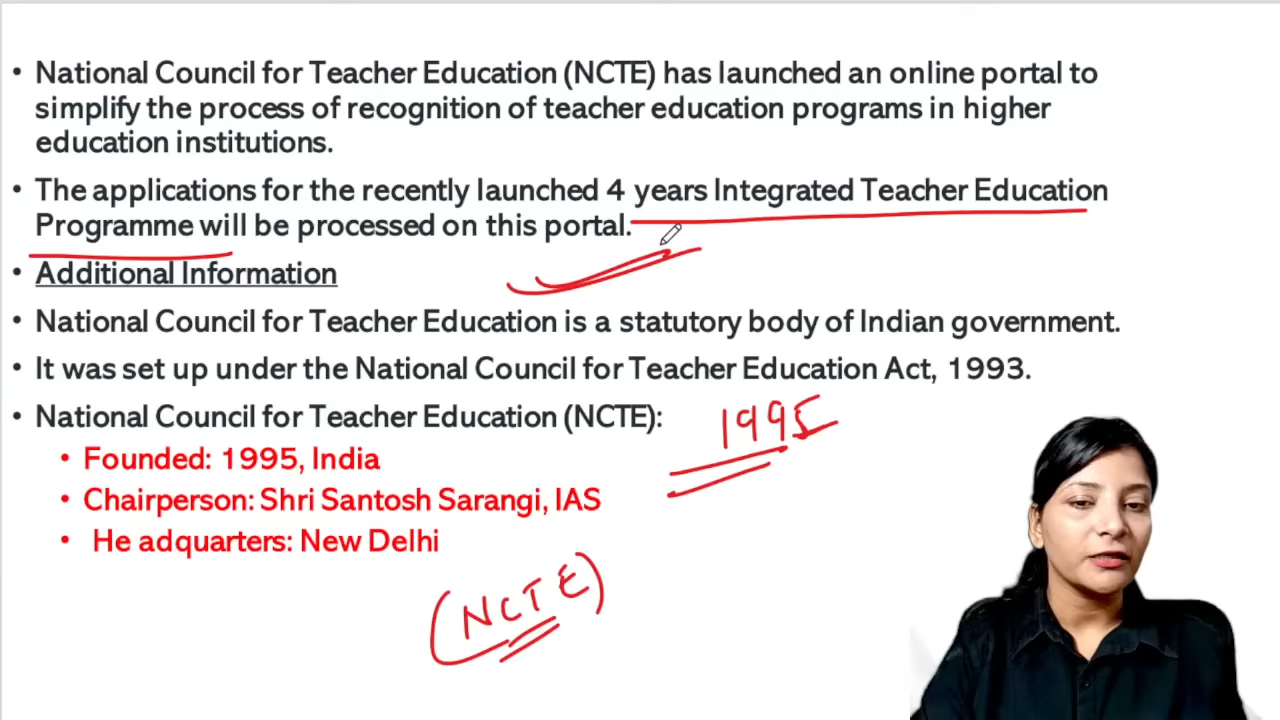 • National Council for Teacher Education (NCTE) has launched an online portal to
simplify the process of recognition of teacher education programs in higher
education institutions.
• The applications for the recently launched 4 years Integrated Teacher Education
Programme will be processed on this portal.
• Additional Information
• National Council for Teacher Education is a statutory body of Indian government.
• It was set up under the National Council for Teacher Education Act, 1993.
• National Council for Teacher Education (NCTE):
1995
• Founded: 1995, India
• Chairperson: Shri Santosh Sarangi, IAS
• He adquarters: New Delhi
(NCTE)